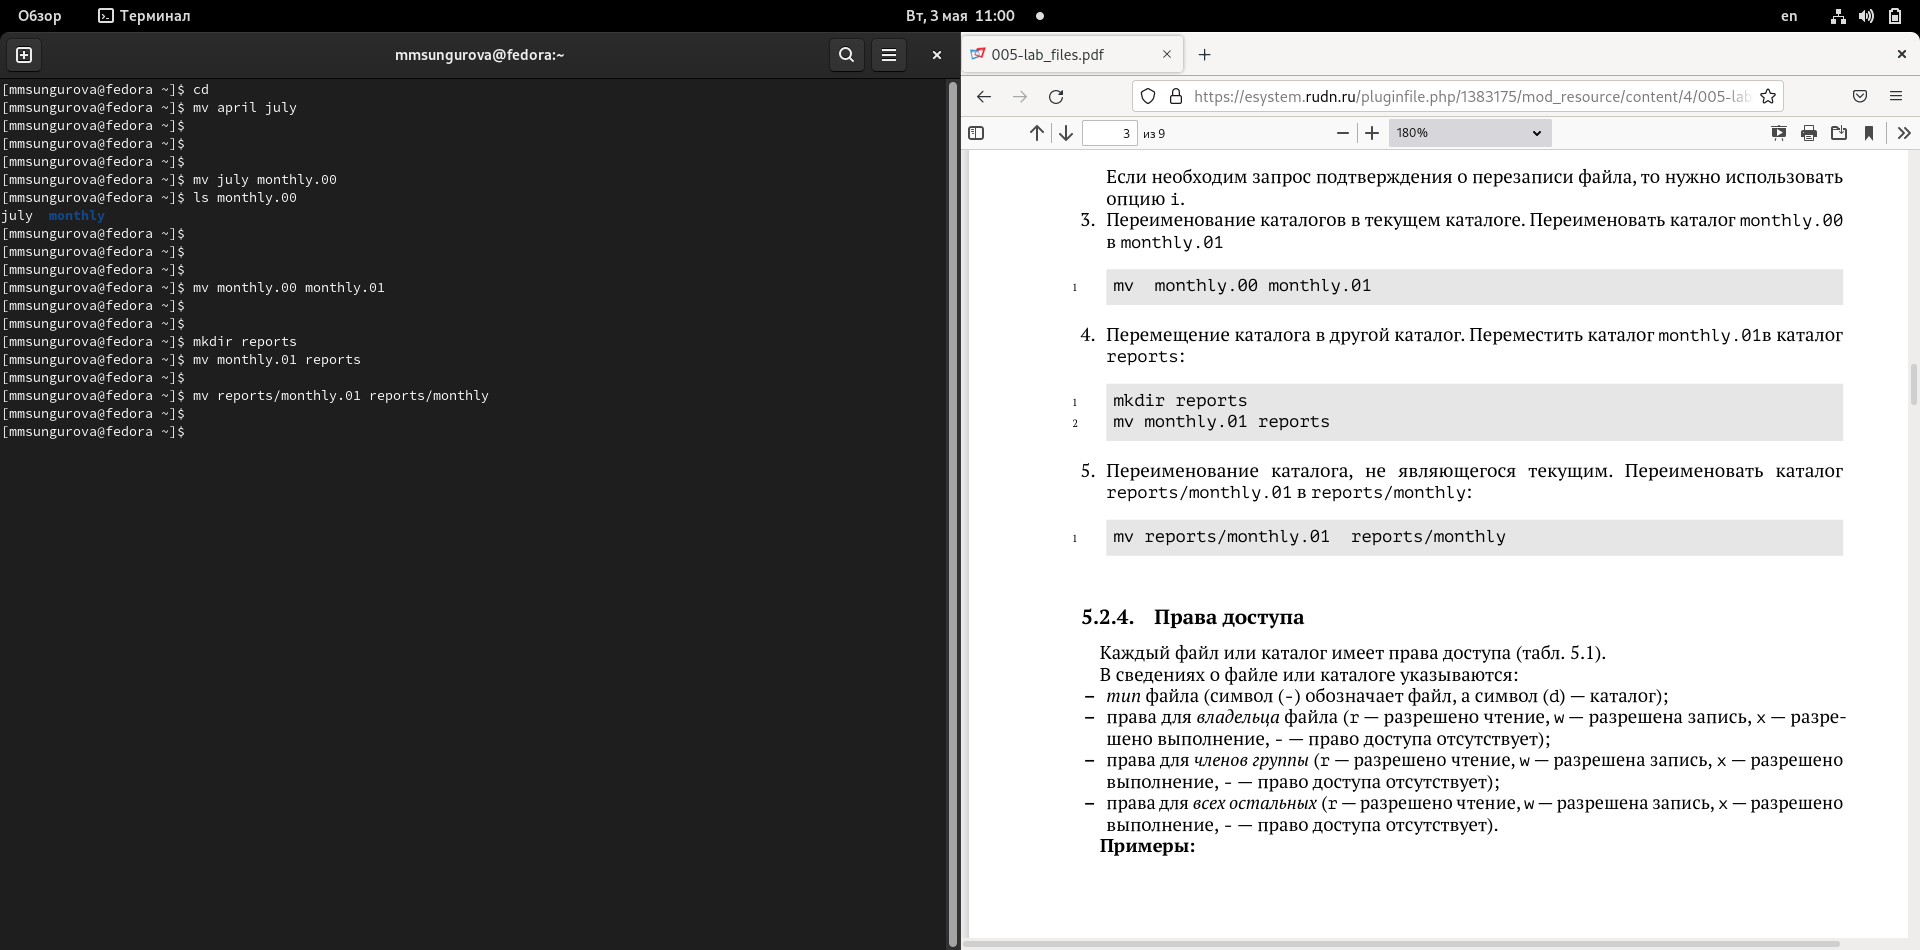 Обзор
Терминал
Вт, 3 мая 11:00
en
mmsungurova@fedora:~
[mmsungurova@fedora ~]$ cd
[mmsungurova@fedora ~]$ mv april july
[mmsungurova@fedora ~]$
[mmsungurova@fedora ~]$
[mmsungurova@fedora ~]$
[mmsungurova@fedora ~]$ mv july monthly.00
[mmsungurova@fedora ~]$ ls monthly.00
july  monthly
[mmsungurova@fedora ~]$
[mmsungurova@fedora ~]$
[mmsungurova@fedora ~]$
[mmsungurova@fedora ~]$ mv monthly.00 monthly.01
[mmsungurova@fedora ~]$
[mmsungurova@fedora ~]$
[mmsungurova@fedora ~]$ mkdir reports
[mmsungurova@fedora ~]$ mv monthly.01 reports
[mmsungurova@fedora ~]$
[mmsungurova@fedora ~]$ mv reports/monthly.01 reports/monthly
[mmsungurova@fedora ~]$
[mmsungurova@fedora ~]$
005-lab_files.pdf
https://esystem.rudn.ru/pluginfile.php/1383175/mod_resource/content/4/005-lab
3 из 9
180%
Если необходим запрос подтверждения о перезаписи файла, то нужно использовать
опцию i.
3. Переименование каталогов в текущем каталоге. Переименовать каталог monthly.00
в monthly.01
1 mv  monthly.00 monthly.01
4. Перемещение каталога в другой каталог. Переместить каталог monthly.01в каталог
reports:
1 mkdir reports
2 mv monthly.01 reports
5. Переименование каталога, не являющегося текущим. Переименовать каталог
reports/monthly.01 в reports/monthly:
1 mv reports/monthly.01  reports/monthly
5.2.4. Права доступа
Каждый файл или каталог имеет права доступа (табл. 5.1).
В сведениях о файле или каталоге указываются:
– тип файла (символ (-) обозначает файл, а символ (d) — каталог);
– права для владельца файла (r — разрешено чтение, w — разрешена запись, x — разре-
шено выполнение, - — право доступа отсутствует);
– права для членов группы (r — разрешено чтение, w — разрешена запись, x — разрешено
выполнение, - — право доступа отсутствует);
– права для всех остальных (r — разрешено чтение, w — разрешена запись, x — разрешено
выполнение, - — право доступа отсутствует).
Примеры: